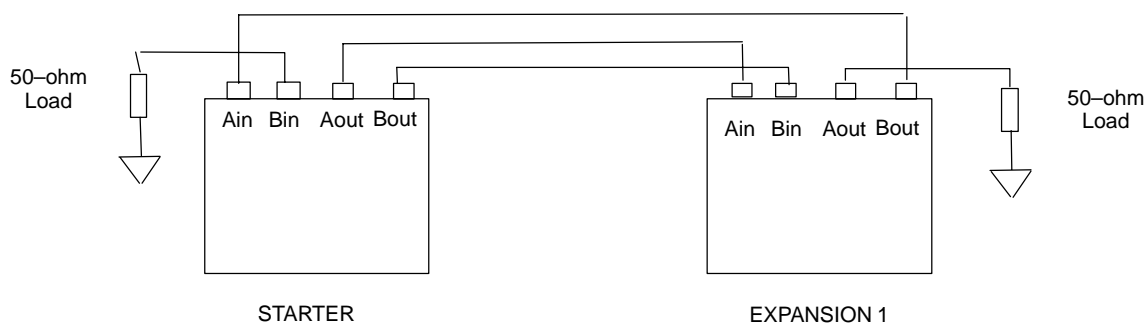 50–ohm
Load
Ain Bin Aout Bout
Ain Bin Aout Bout
50–ohm
Load
STARTER
EXPANSION 1